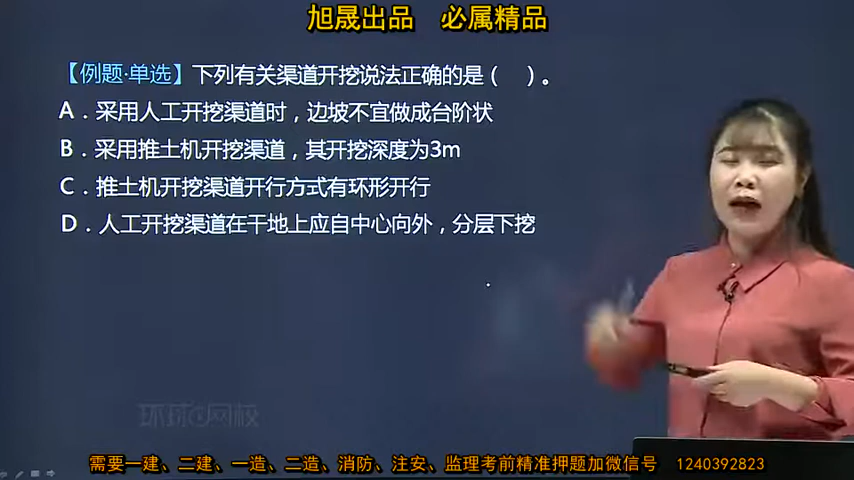 旭晟出品 必属精品
【例题·单选】下列有关渠道开挖说法正确的是（ ）。
A．采用人工开挖渠道时，边坡不宜做成台阶状
B．采用推土机开挖渠道，其开挖深度为3m
C．推土机开挖渠道开行方式有环形开行
D．人工开挖渠道在干地上应自中心向外，分层下挖
环球网校
需要一建、二建、一造、二造、消防、注安、监理考前精准押题加微信号 1240392823